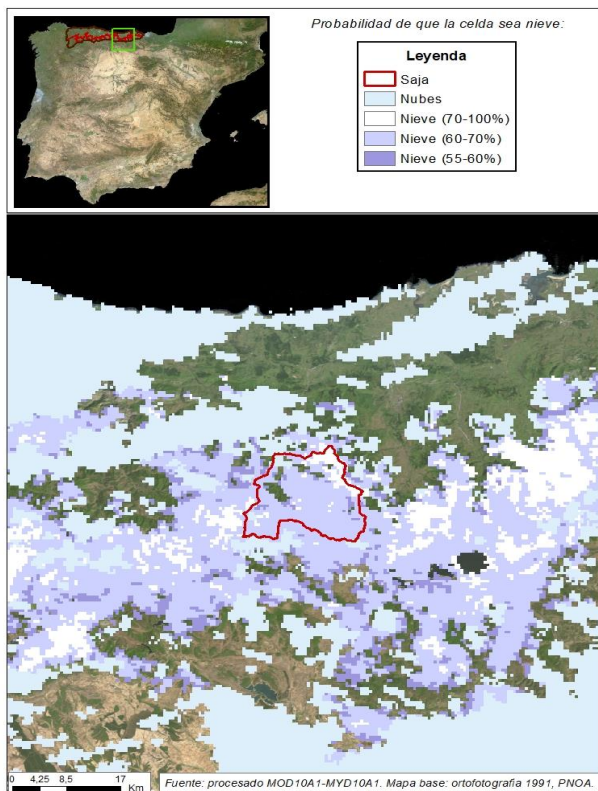 Probabilidad de que la celda sea nieve:
Leyenda
Saja
Nubes
Nieve (70-100%)
Nieve (60-70%)
Nieve (55-60%)
0 4,25 8,5 17
Km
Fuente: procesado MOD10A1-MYD10A1. Mapa base: ortofotografia 1991, PNOA.